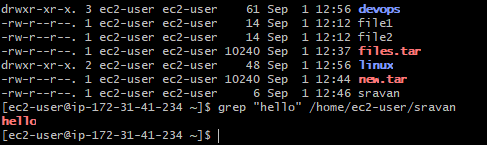 drwxr-xr-x. 3 ec2-user ec2-user    61 Sep  1 12:56 devops
-rw-r--r--. 1 ec2-user ec2-user    14 Sep  1 12:12 file1
-rw-r--r--. 1 ec2-user ec2-user    14 Sep  1 12:12 file2
-rw-r--r--. 1 ec2-user ec2-user 10240 Sep  1 12:37 files.tar
drwxr-xr-x. 2 ec2-user ec2-user    48 Sep  1 12:56 linux
-rw-r--r--. 1 ec2-user ec2-user 10240 Sep  1 12:44 new.tar
-rw-r--r--. 1 ec2-user ec2-user     6 Sep  1 12:46 sravan
[ec2-user@ip-172-31-41-234 ~]$ grep "hello" /home/ec2-user/sravan
hello
[ec2-user@ip-172-31-41-234 ~]$